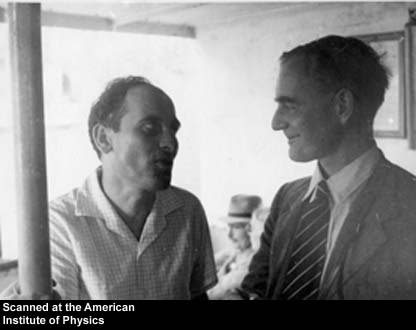 Scanned at the American
Institute of Physics